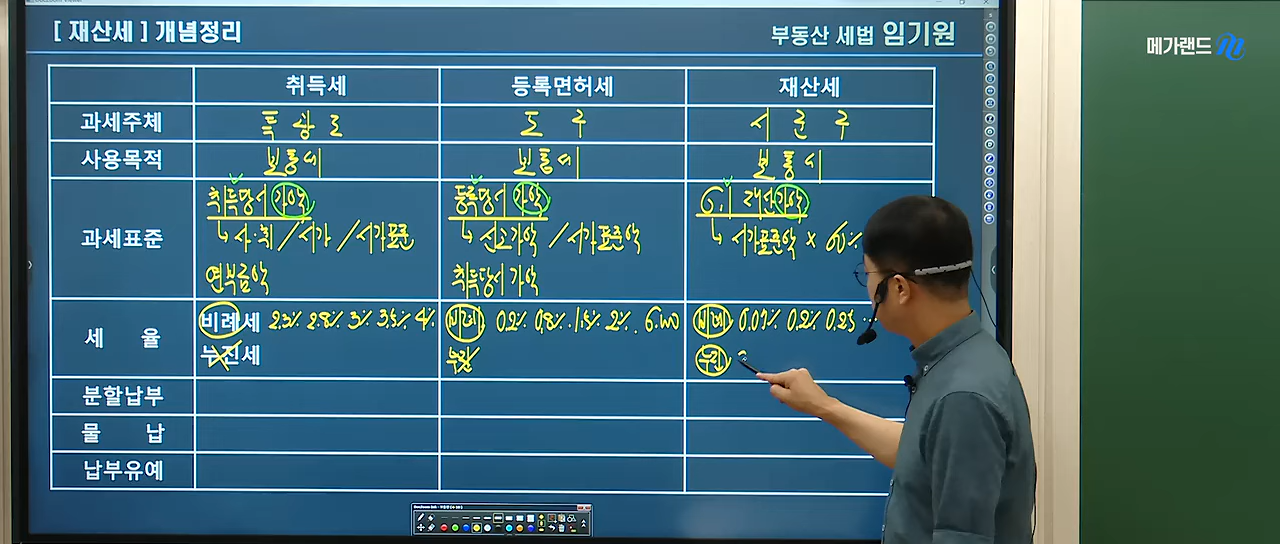 [ 재산세 ] 개념정리
부동산 세법 임기원
메가랜드
취득세 등록면허세 재산세
과세주체 특 광 도 도 구 시 군 구
사용목적 보통세 보통세 보통세
과세표준 취득당시 가액 등록당시 가액 6.1 재산가액
↳ 사·취 / 시가 / 시가표준 ↳ 신고가액 / 시가표준액 ↳ 시가표준액 × 60%
연부금액 취득당시 가액
세 율 비례세 2.3% 2.8% 3% 3.5% 4% 비례 0.2% 0.8% 1.5% 2% 6.000 비례 0.07% 0.2% 0.25 ...
누진세 누진 누진
분할납부
물 납
납부유예